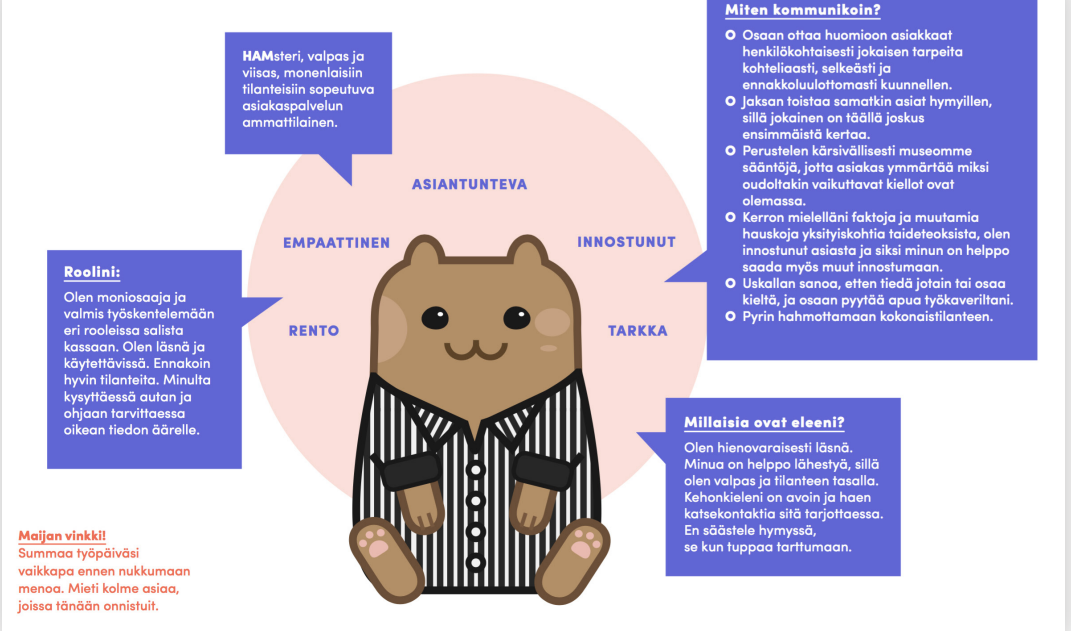 HAMsteri, valpas ja
viisas, monenlaisiin
tilanteisiin sopeutuva
asiakaspalvelun
ammattilainen.
Miten kommunikoin?
Osaan ottaa huomioon asiakkaat
henkilökohtaisesti jokaisen tarpeita
kohteliaasti, selkeästi ja
ennakkoluulottomasti kuunnellen.
Jaksan toistaa samatkin asiat hymyillen,
sillä jokainen on täällä joskus
ensimmäistä kertaa.
Perustelen kärsivällisesti museomme
sääntöjä, jotta asiakas ymmärtää miksi
oudoltakin vaikuttavat kiellot ovat
olemassa.
Kerron mielelläni faktoja ja muutamia
hauskoja yksityiskohtia taideteoksista, olen
innostunut asiasta ja siksi minun on helppo
saada myös muut innostumaan.
Uskallan sanoa, etten tiedä jotain tai osaa
kieltä, ja osaan pyytää apua työkaveriltani.
Pyrin hahmottamaan kokonaistilanteen.
ASIANTUNTEVA
EMPAATTINEN
INNOSTUNUT
RENTO
TARKKA
Roolini:
Olen moniosaaja ja
valmis työskentelemään
eri rooleissa salista
kassaan. Olen läsnä ja
käytettävissä. Ennakoin
hyvin tilanteita. Minulta
kysyttäessä autan ja
ohjaan tarvittaessa
oikean tiedon äärelle.
Millaisia ovat eleeni?
Olen hienovaraisesti läsnä.
Minua on helppo lähestyä, sillä
olen valpas ja tilanteen tasalla.
Kehonkieleni on avoin ja haen
katsekontaktia sitä tarjottaessa.
En säästele hymyssä,
se kun tuppaa tarttumaan.
Maijan vinkki!
Summaa työpäiväsi
vaikkapa ennen nukkumaan
menoa. Mieti kolme asiaa,
joissa tänään onnistuit.